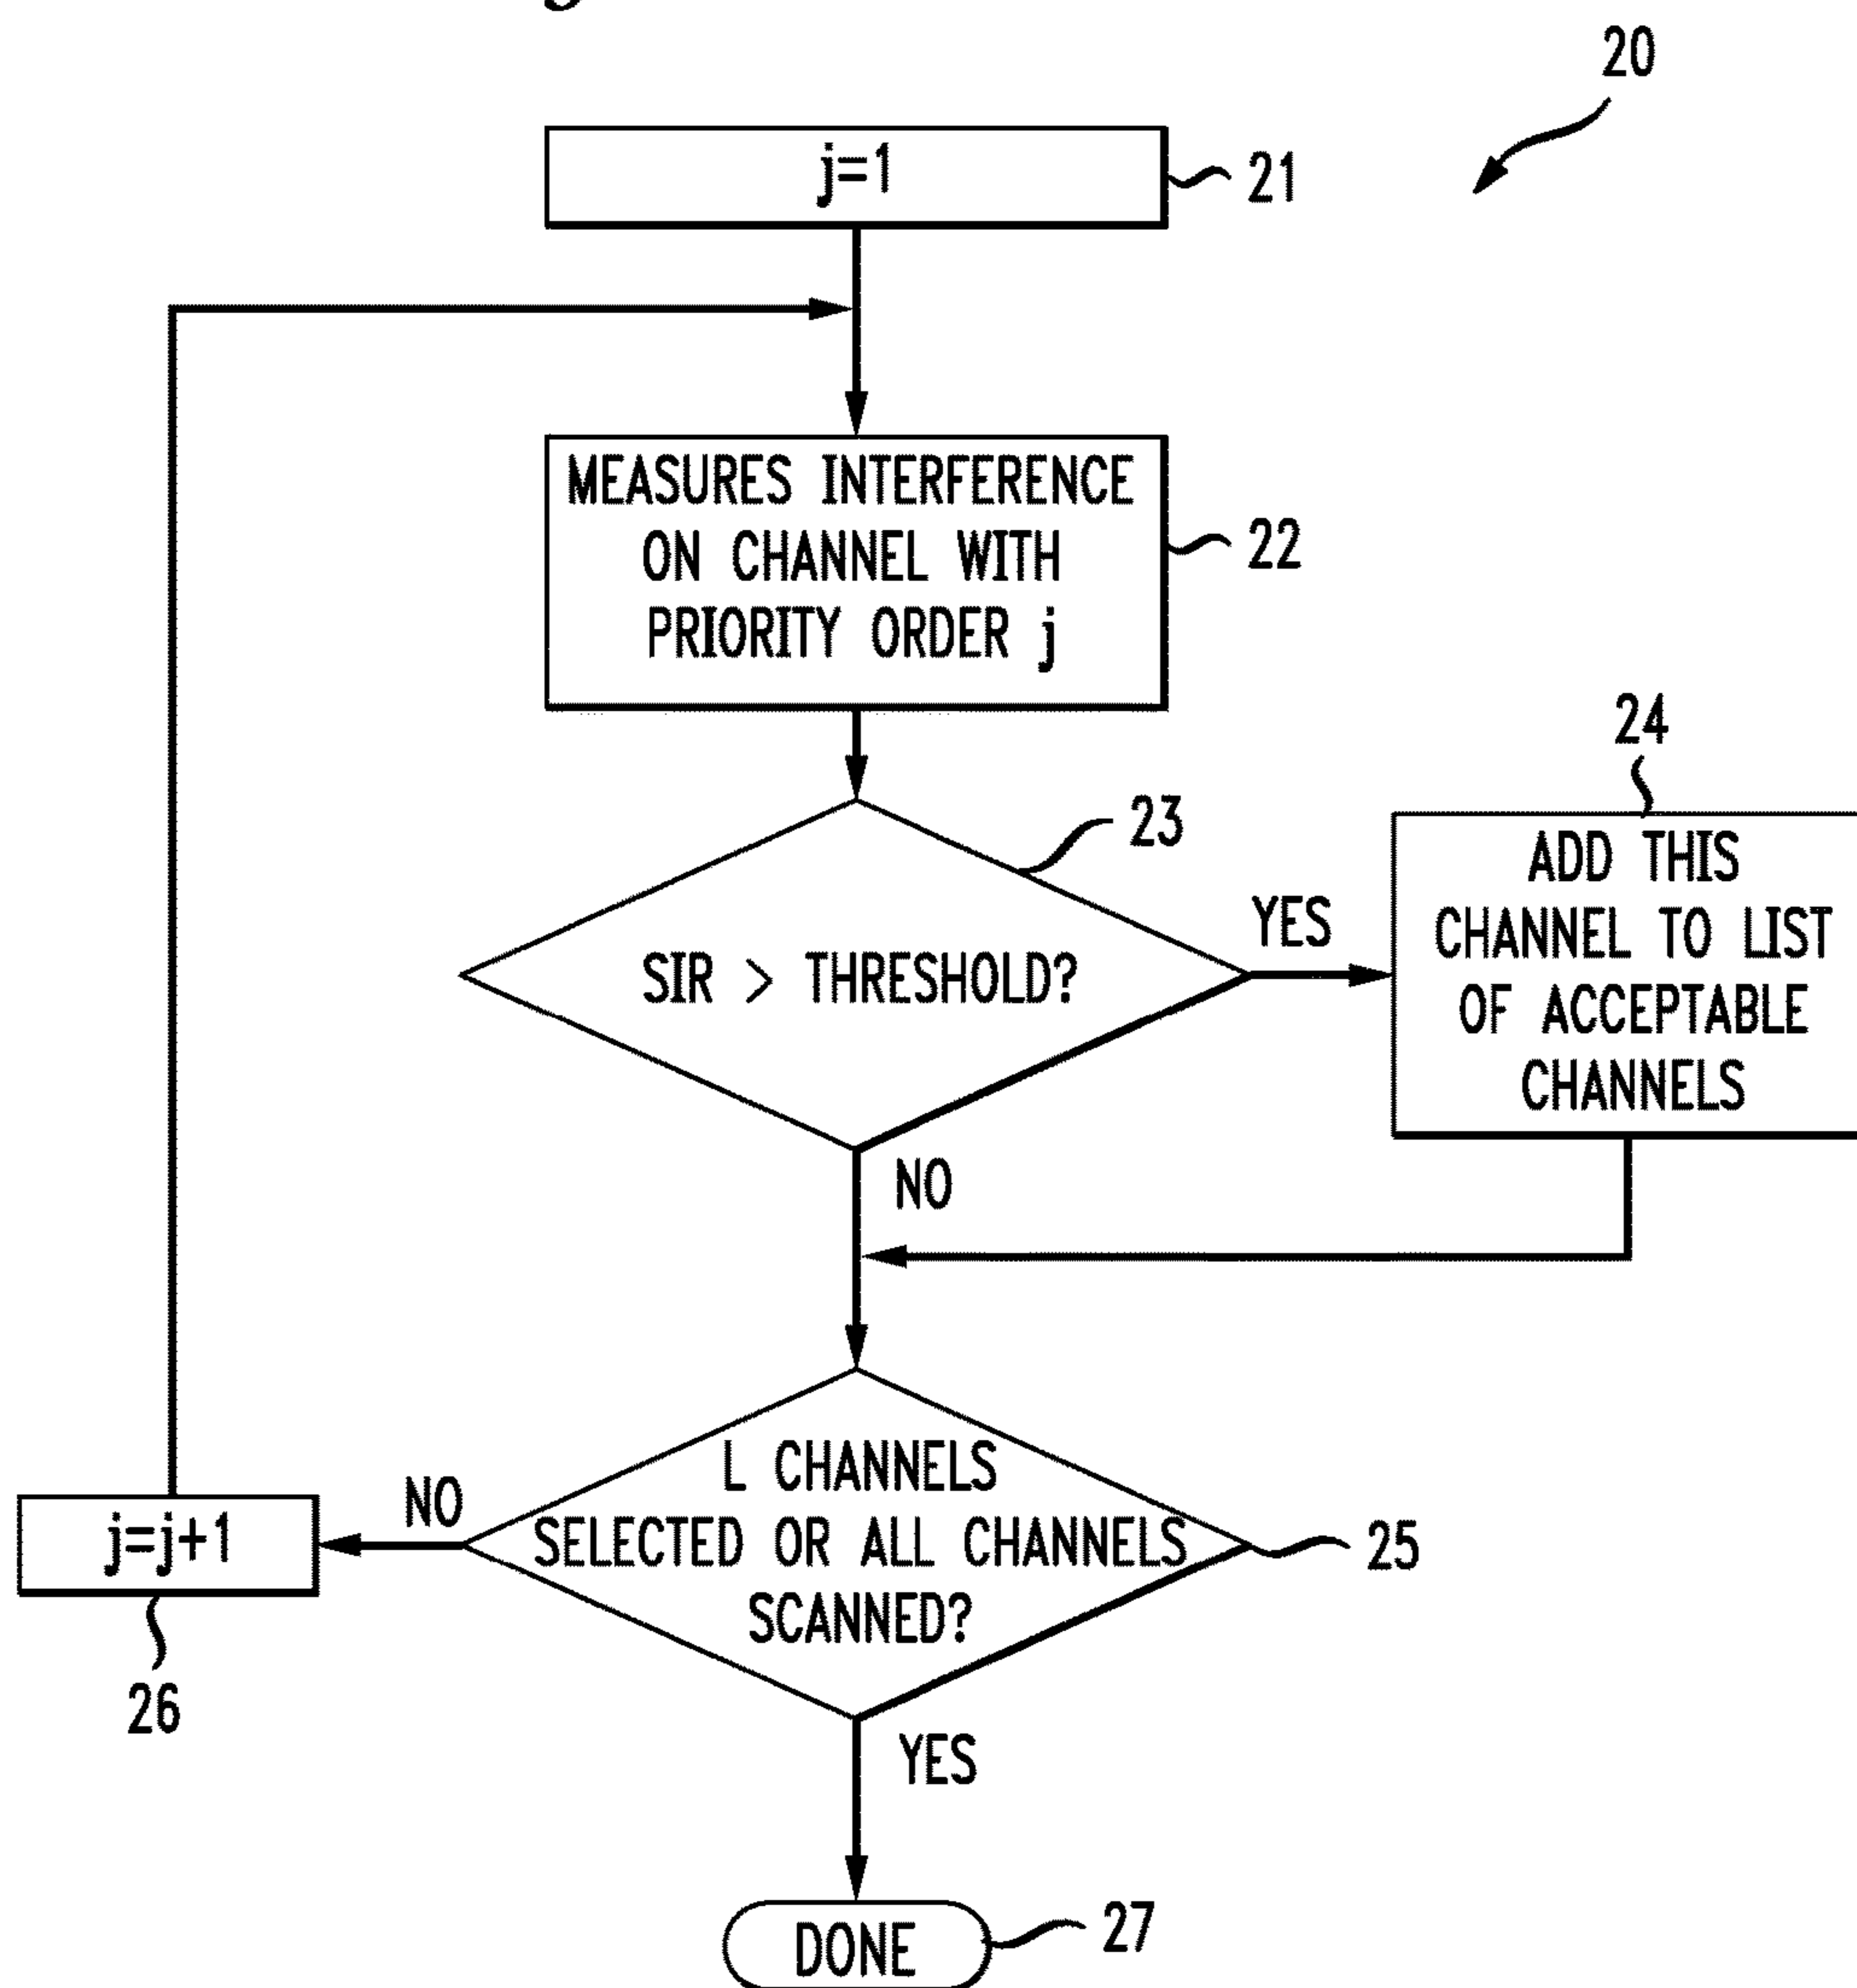 20
j=1
21
MEASURES INTERFERENCE
ON CHANNEL WITH
PRIORITY ORDER j
22
24
23
SIR > THRESHOLD?
YES
ADD THIS
CHANNEL TO LIST
OF ACCEPTABLE
CHANNELS
NO
L CHANNELS
SELECTED OR ALL CHANNELS
SCANNED?
25
NO
j=j+1
26
YES
DONE
27